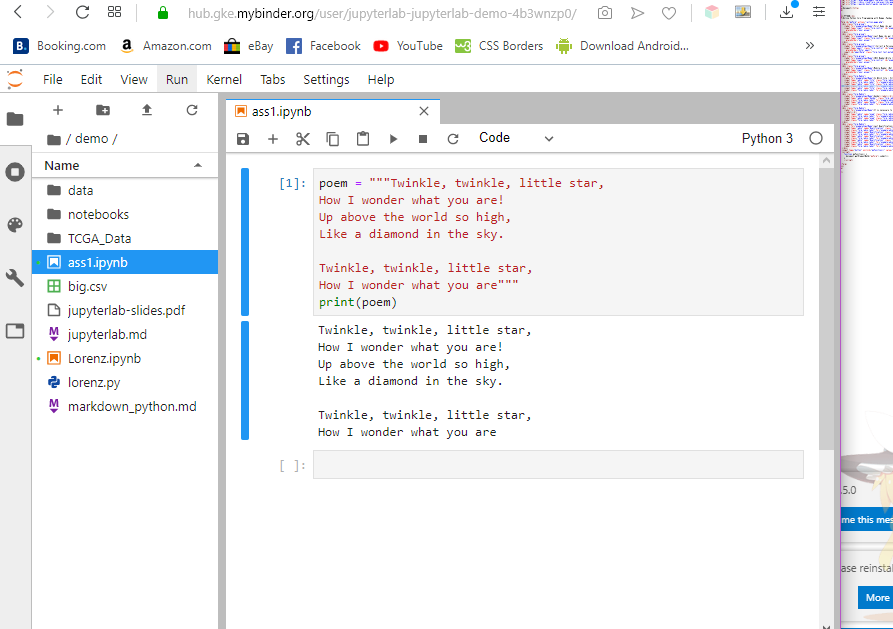 hub.gke.mybinder.org/user/jupyterlab-jupyterlab-demo-4b3wnzp0/
B. Booking.com a Amazon.com eBay Facebook YouTube w3 CSS Borders Download Android... »
File Edit View Run Kernel Tabs Settings Help
ass1.ipynb
/ demo /
Code
Python 3
Name
data
notebooks
TCGA_Data
ass1.ipynb
big.csv
jupyterlab-slides.pdf
jupyterlab.md
Lorenz.ipynb
lorenz.py
markdown_python.md
[1]: poem = """Twinkle, twinkle, little star,
How I wonder what you are!
Up above the world so high,
Like a diamond in the sky.
Twinkle, twinkle, little star,
How I wonder what you are"""
print(poem)
Twinkle, twinkle, little star,
How I wonder what you are!
Up above the world so high,
Like a diamond in the sky.
Twinkle, twinkle, little star,
How I wonder what you are
[ ]:
.5.0
me this mes
ase reinstal
More